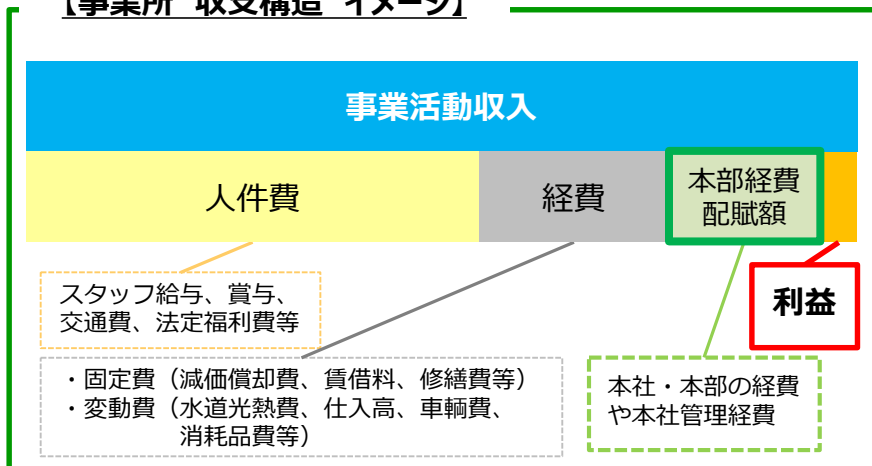 【事業所 収支構造 イメージ】
事業活動収入
人件費
経費
本部経費
配賦額
スタッフ給与、賞与、
交通費、法定福利費等
利益
・固定費（減価償却費、賃借料、修繕費等）
・変動費（水道光熱費、仕入高、車輌費、
消耗品費等）
本社・本部の経費
や本社管理経費